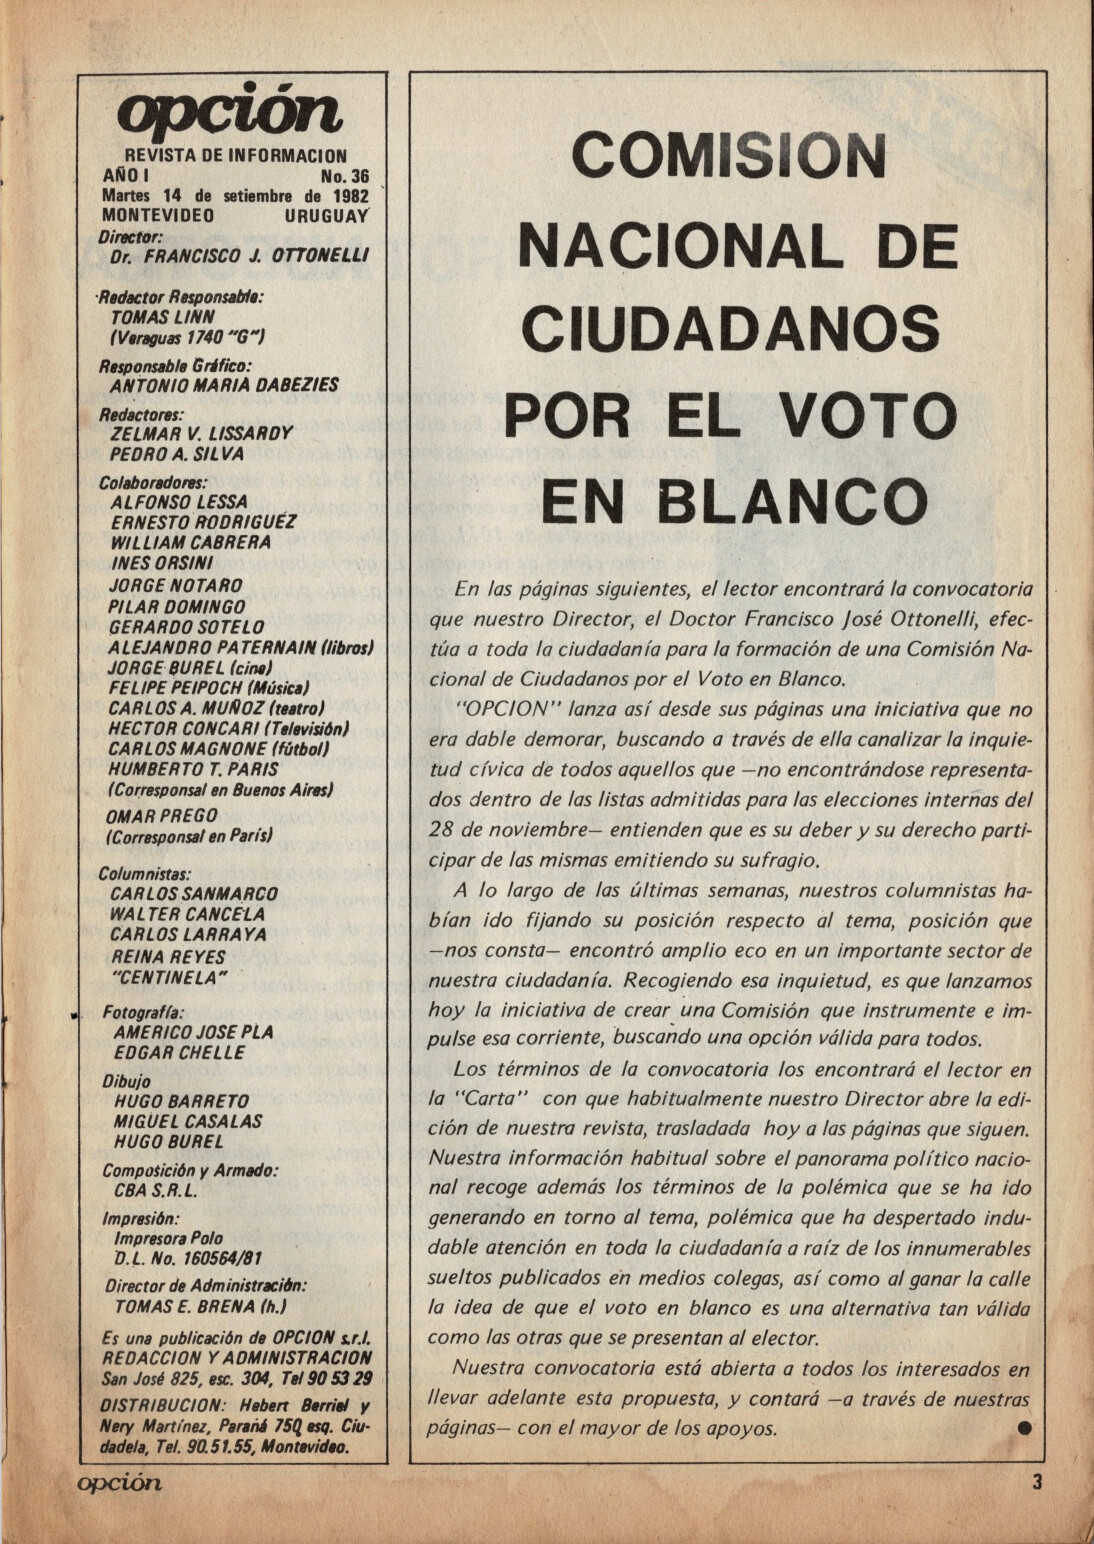 opción
REVISTA DE INFORMACION
AÑO I No. 36
Martes 14 de setiembre de 1982
MONTEVIDEO URUGUAY
Director:
Dr. FRANCISCO J. OTTONELLI
Redactor Responsable:
TOMAS LINN
(Veraguas 1740 "G")
Responsable Gráfico:
ANTONIO MARIA DABEZIES
Redactores:
ZELMAR V. LISSARDY
PEDRO A. SILVA
Colaboradores:
ALFONSO LESSA
ERNESTO RODRIGUEZ
WILLIAM CABRERA
INES ORSINI
JORGE NOTARO
PILAR DOMINGO
GERARDO SOTELO
ALEJANDRO PATERNAIN (libros)
JORGE BUREL (cine)
FELIPE PEIPOCH (Música)
CARLOS A. MUÑOZ (teatro)
HECTOR CONCARI (Televisión)
CARLOS MAGNONE (fútbol)
HUMBERTO T. PARIS
(Corresponsal en Buenos Aires)
OMAR PREGO
(Corresponsal en París)
Columnistas:
CARLOS SANMARCO
WALTER CANCELA
CARLOS LARRAYA
REINA REYES
"CENTINELA"
Fotografía:
AMERICO JOSE PLA
EDGAR CHELLE
Dibujo
HUGO BARRETO
MIGUEL CASALAS
HUGO BUREL
Composición y Armado:
CBA S.R.L.
Impresión:
Impresora Polo
D.L. No. 160564/81
Director de Administración:
TOMAS E. BRENA (h.)
Es una publicación de OPCION s.r.l.
REDACCION Y ADMINISTRACION
San José 825, esc. 304, Tel 90 53 29
DISTRIBUCION: Hebert Berriel y
Nery Martínez, Paraná 750 esq. Ciu-
dadela, Tel. 90.51.55, Montevideo.
COMISION
NACIONAL DE
CIUDADANOS
POR EL VOTO
EN BLANCO
En las páginas siguientes, el lector encontrará la convocatoria
que nuestro Director, el Doctor Francisco José Ottonelli, efec-
túa a toda la ciudadanía para la formación de una Comisión Na-
cional de Ciudadanos por el Voto en Blanco.
"OPCION" lanza así desde sus páginas una iniciativa que no
era dable demorar, buscando a través de ella canalizar la inquie-
tud cívica de todos aquellos que —no encontrándose representa-
dos dentro de las listas admitidas para las elecciones internas del
28 de noviembre— entienden que es su deber y su derecho parti-
cipar de las mismas emitiendo su sufragio.
A lo largo de las últimas semanas, nuestros columnistas ha-
bían ido fijando su posición respecto al tema, posición que
—nos consta— encontró amplio eco en un importante sector de
nuestra ciudadanía. Recogiendo esa inquietud, es que lanzamos
hoy la iniciativa de crear una Comisión que instrumente e im-
pulse esa corriente, buscando una opción válida para todos.
Los términos de la convocatoria los encontrará el lector en
la "Carta" con que habitualmente nuestro Director abre la edi-
ción de nuestra revista, trasladada hoy a las páginas que siguen.
Nuestra información habitual sobre el panorama político nacio-
nal recoge además los términos de la polémica que se ha ido
generando en torno al tema, polémica que ha despertado indu-
dable atención en toda la ciudadanía a raíz de los innumerables
sueltos publicados en medios colegas, así como al ganar la calle
la idea de que el voto en blanco es una alternativa tan válida
como las otras que se presentan al elector.
Nuestra convocatoria está abierta a todos los interesados en
llevar adelante esta propuesta, y contará —a través de nuestras
páginas— con el mayor de los apoyos.
opción 3